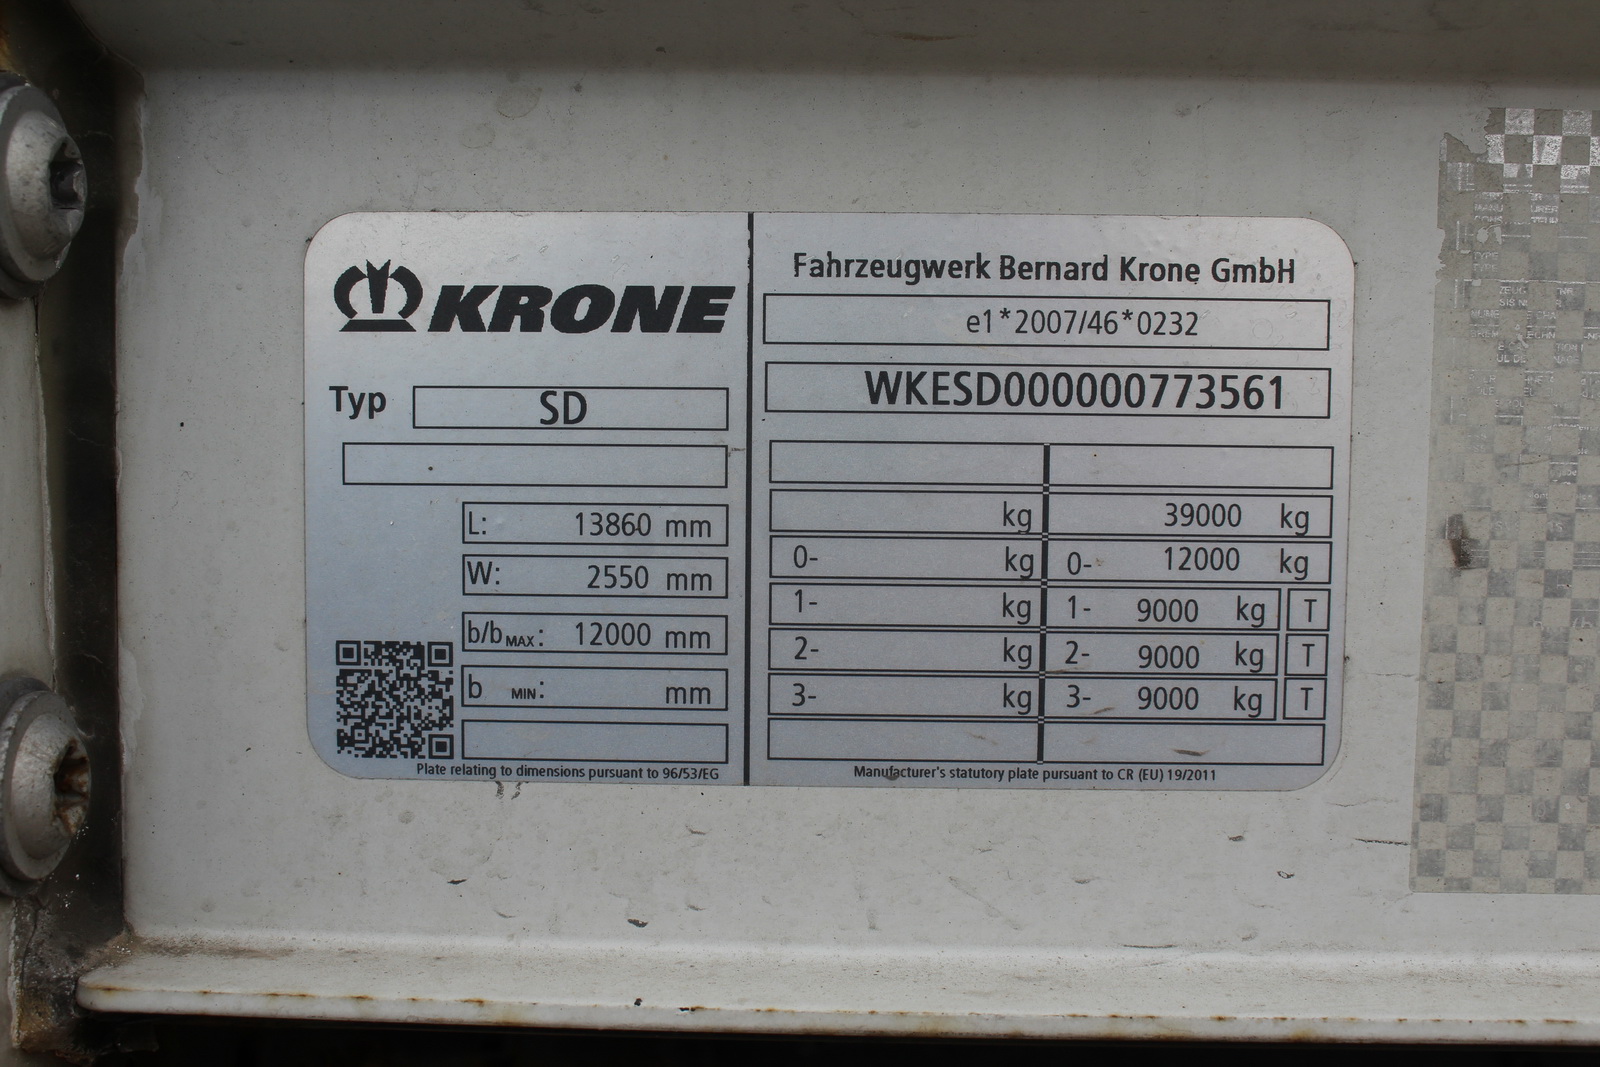 KRONE
Typ SD
L: 13860 mm
W: 2550 mm
b/b MAX: 12000 mm
b MIN: mm
Plate relating to dimensions pursuant to 96/53/EG
Fahrzeugwerk Bernard Krone GmbH
e1*2007/46*0232
WKESD000000773561
kg 39000 kg
0- kg 0- 12000 kg
1- kg 1- 9000 kg T
2- kg 2- 9000 kg T
3- kg 3- 9000 kg T
Manufacturer's statutory plate pursuant to CR (EU) 19/2011